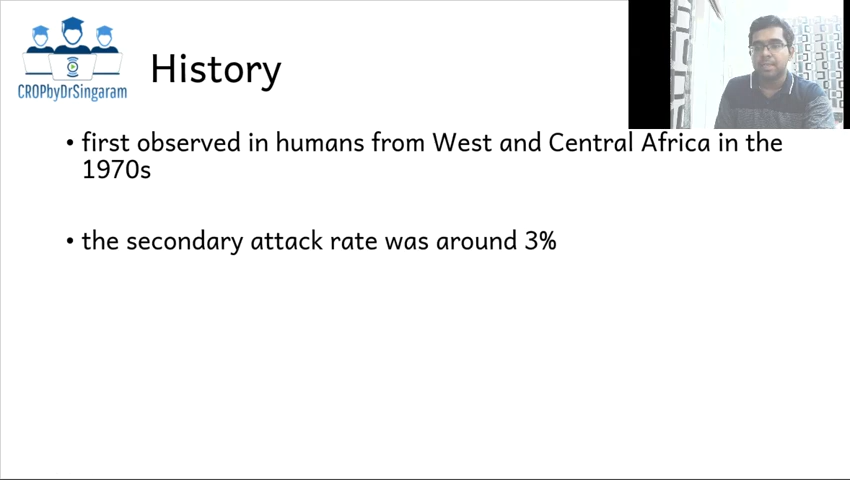 CROPbyDrSingaram
History
• first observed in humans from West and Central Africa in the
1970s
• the secondary attack rate was around 3%